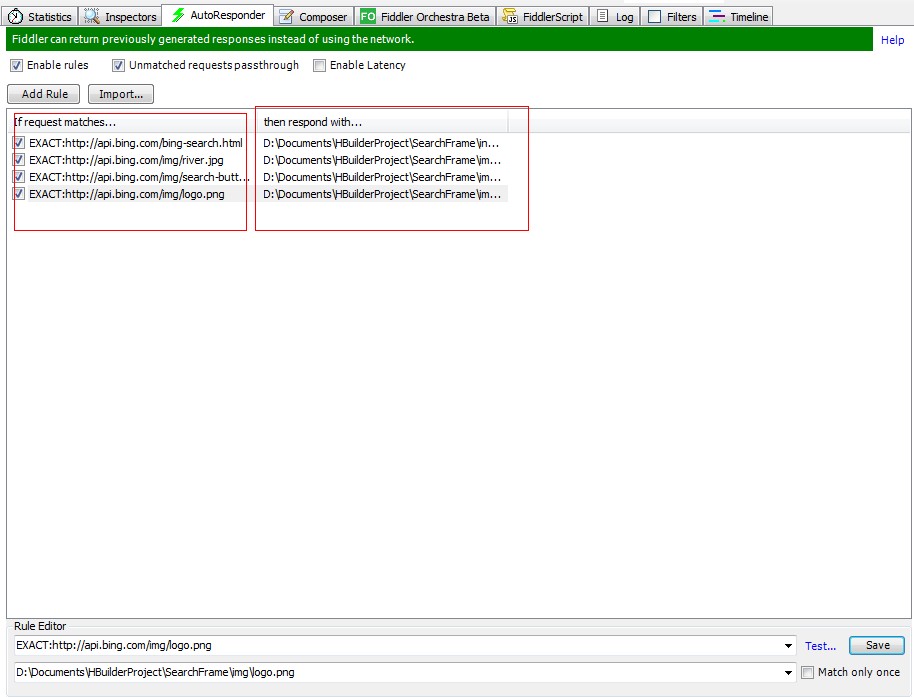 Statistics Inspectors AutoResponder Composer FO Fiddler Orchestra Beta JS FiddlerScript Log Filters Timeline
Fiddler can return previously generated responses instead of using the network. Help
Enable rules Unmatched requests passthrough Enable Latency
Add Rule Import...
If request matches... then respond with...
EXACT:http://api.bing.com/bing-search.html D:\Documents\HBuilderProject\SearchFrame\in...
EXACT:http://api.bing.com/img/river.jpg D:\Documents\HBuilderProject\SearchFrame\im...
EXACT:http://api.bing.com/img/search-butt... D:\Documents\HBuilderProject\SearchFrame\im...
EXACT:http://api.bing.com/img/logo.png D:\Documents\HBuilderProject\SearchFrame\im...
Rule Editor
EXACT:http://api.bing.com/img/logo.png Test... Save
D:\Documents\HBuilderProject\SearchFrame\img\logo.png Match only once